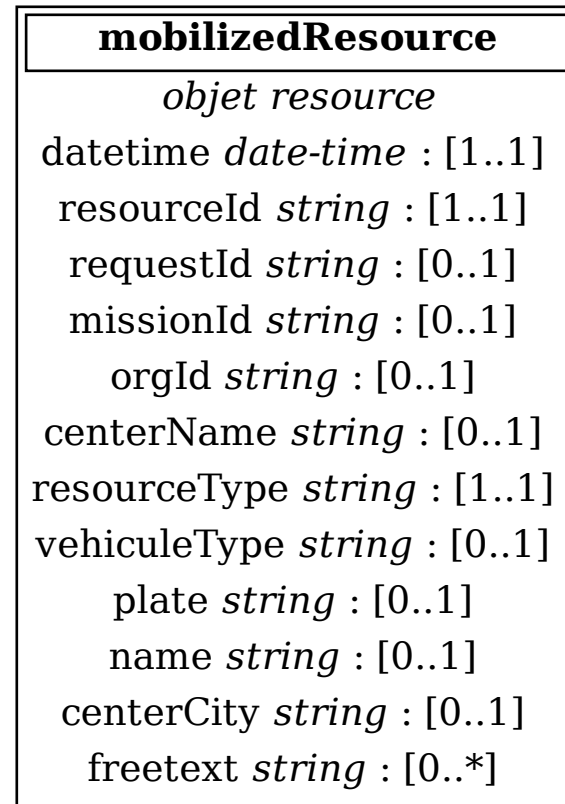 mobilizedResource
objet resource
datetime date-time : [1..1]
resourceId string : [1..1]
requestId string : [0..1]
missionId string : [0..1]
orgId string : [0..1]
centerName string : [0..1]
resourceType string : [1..1]
vehiculeType string : [0..1]
plate string : [0..1]
name string : [0..1]
centerCity string : [0..1]
freetext string : [0..*]